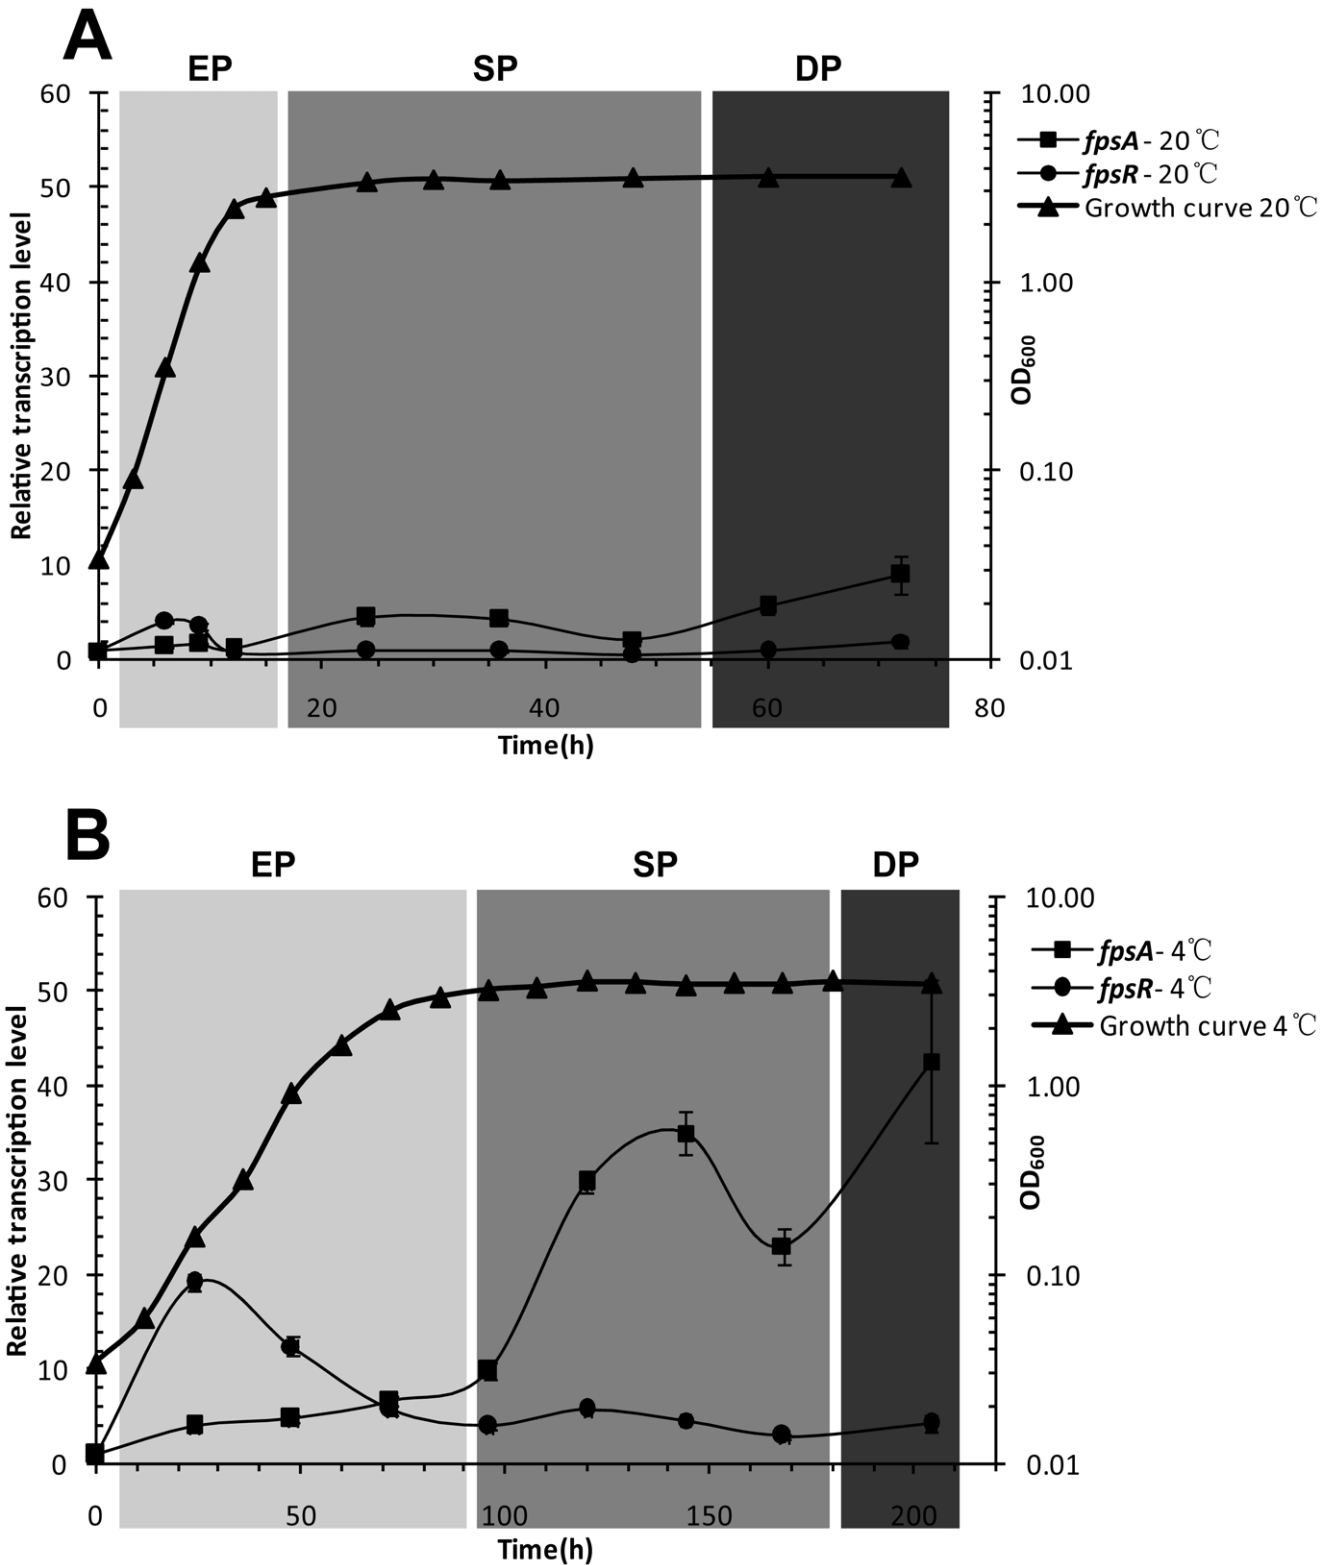 A
EP SP DP
60
50
40
30
20
10
0
Relative transcription level
10.00
1.00
0.10
0.01
OD600
fpsA - 20℃
fpsR - 20℃
Growth curve 20℃
0 20 40 60 80
Time(h)
B
EP SP DP
60
50
40
30
20
10
0
Relative transcription level
10.00
1.00
0.10
0.01
OD600
fpsA- 4℃
fpsR- 4℃
Growth curve 4℃
0 50 100 150 200
Time(h)